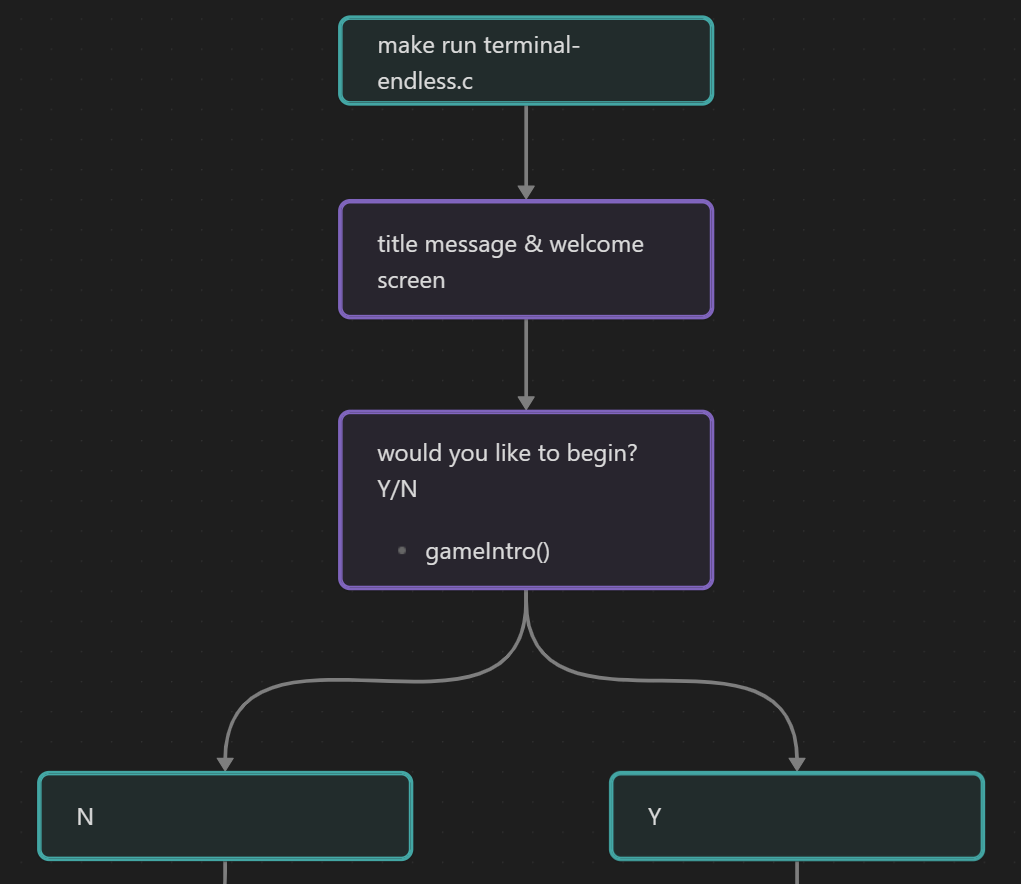 make run terminal-
endless.c
title message & welcome
screen
would you like to begin?
Y/N
gameIntro()
N
Y